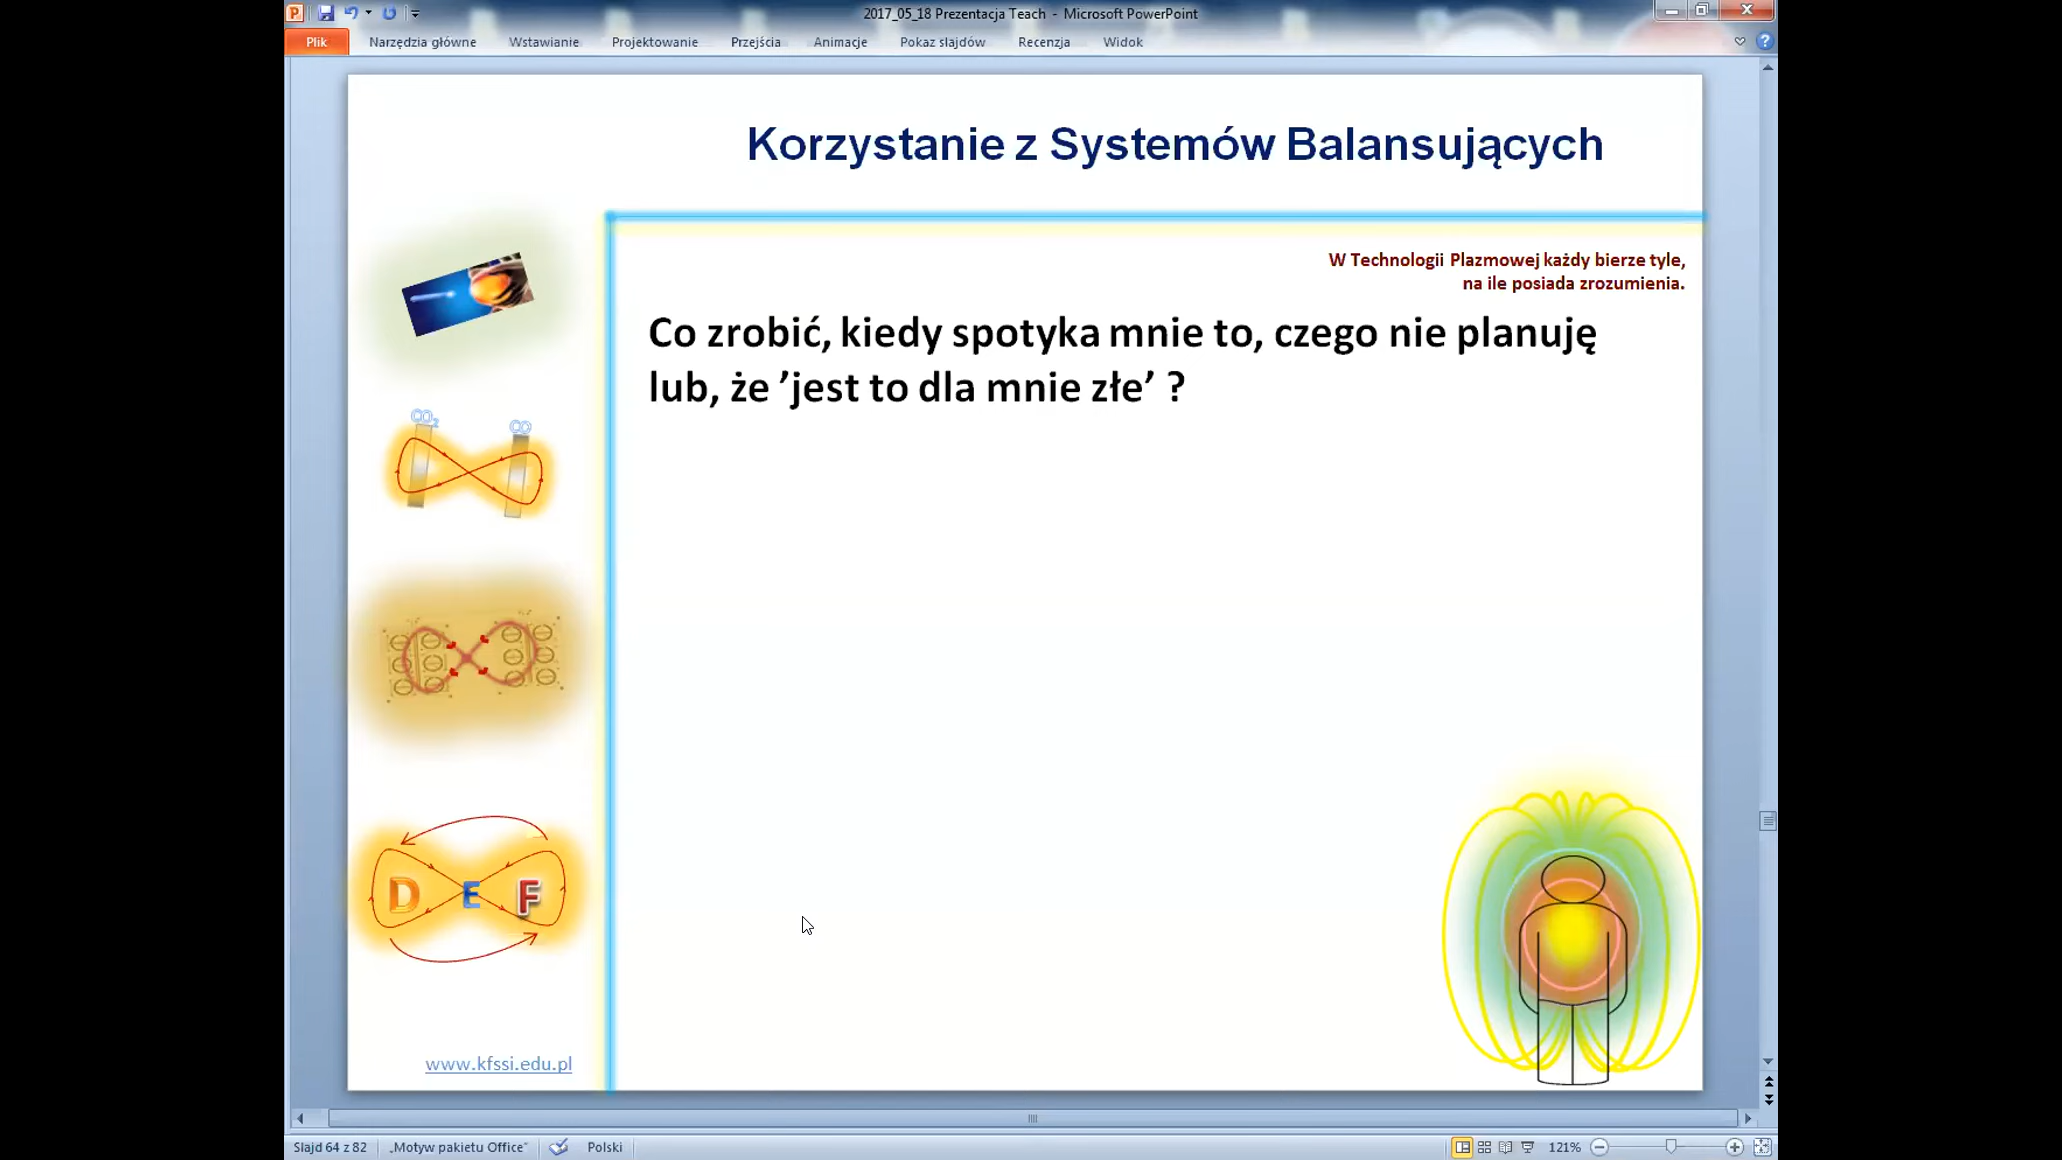 2017_05_18 Prezentacja Teach - Microsoft PowerPoint
Plik Narzędzia główne Wstawianie Projektowanie Przejścia Animacje Pokaz slajdów Recenzja Widok
Korzystanie z Systemów Balansujących
W Technologii Plazmowej każdy bierze tyle,
na ile posiada zrozumienia.
Co zrobić, kiedy spotyka mnie to, czego nie planuję
lub, że ’jest to dla mnie złe’ ?
CO₂ CO
D E F
www.kfssi.edu.pl
Slajd 64 z 82 „Motyw pakietu Office” Polski 121%